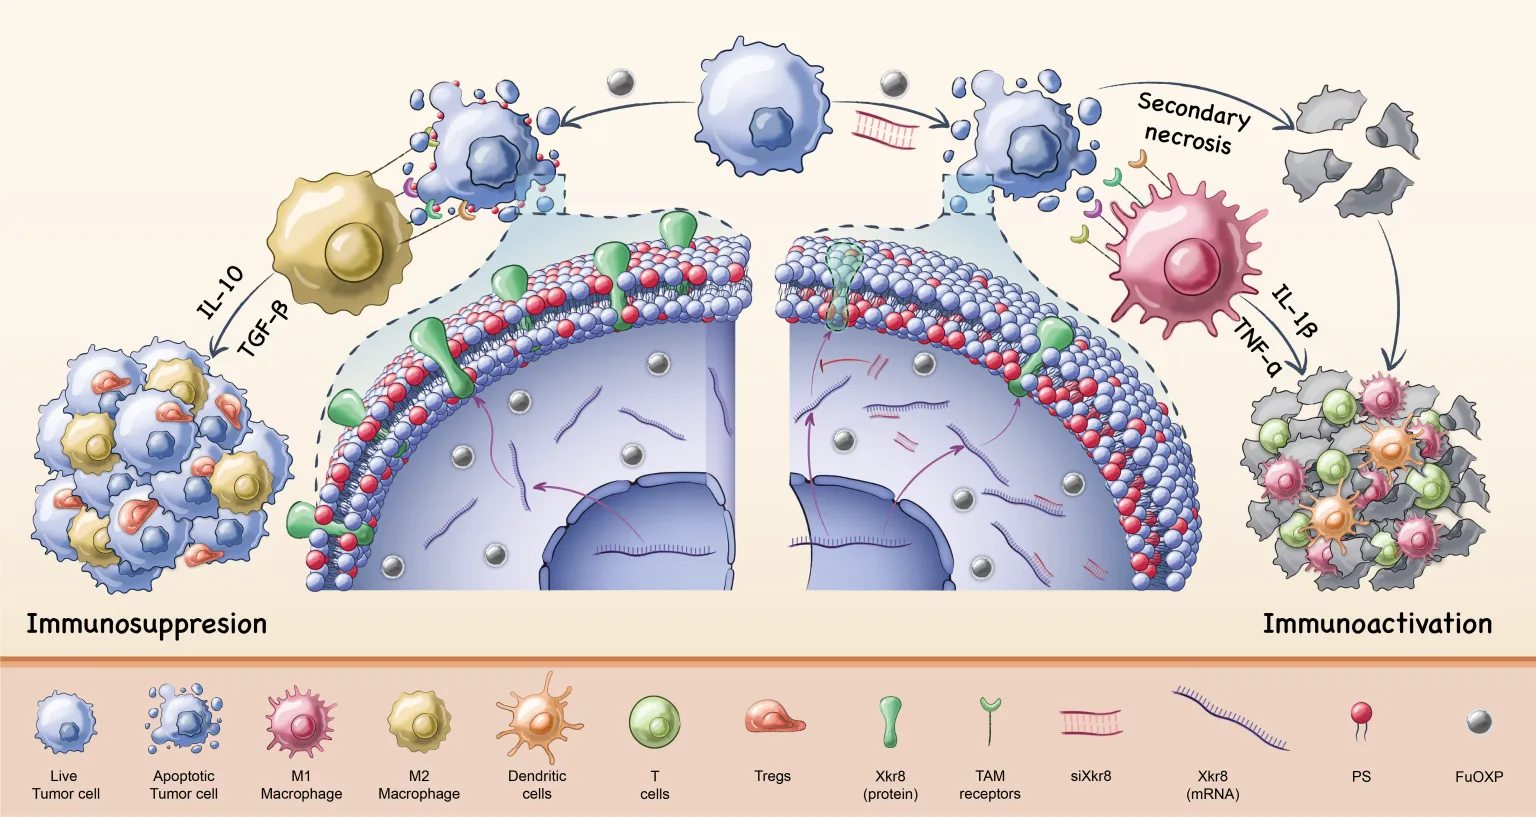 Secondary
necrosis
IL-10
TGF-β
IL-1β
TNF-α
Immunosuppresion
Immunoactivation
Live
Tumor cell
Apoptotic
Tumor cell
M1
Macrophage
M2
Macrophage
Dendritic
cells
T
cells
Tregs
Xkr8
(protein)
TAM
receptors
siXkr8
Xkr8
(mRNA)
PS
FuOXP